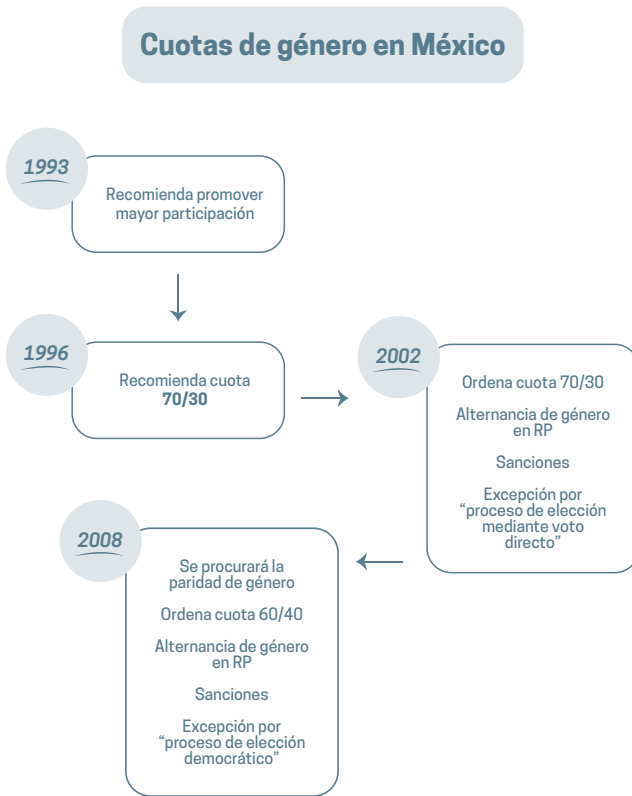 Cuotas de género en México
1993
Recomienda promover
mayor participación
1996
Recomienda cuota
70/30
2002
Ordena cuota 70/30
Alternancia de género
en RP
Sanciones
Excepción por
“proceso de elección
mediante voto
directo”
2008
Se procurará la
paridad de género
Ordena cuota 60/40
Alternancia de género
en RP
Sanciones
Excepción por
“proceso de elección
democrático”